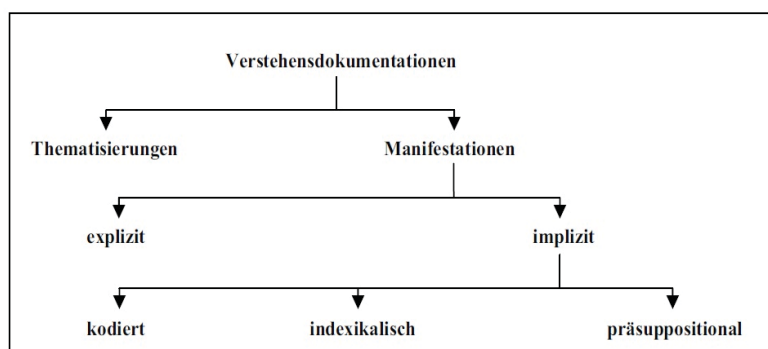 Verstehensdokumentationen
Thematisierungen Manifestationen
explizit implizit
kodiert indexikalisch präsuppositional